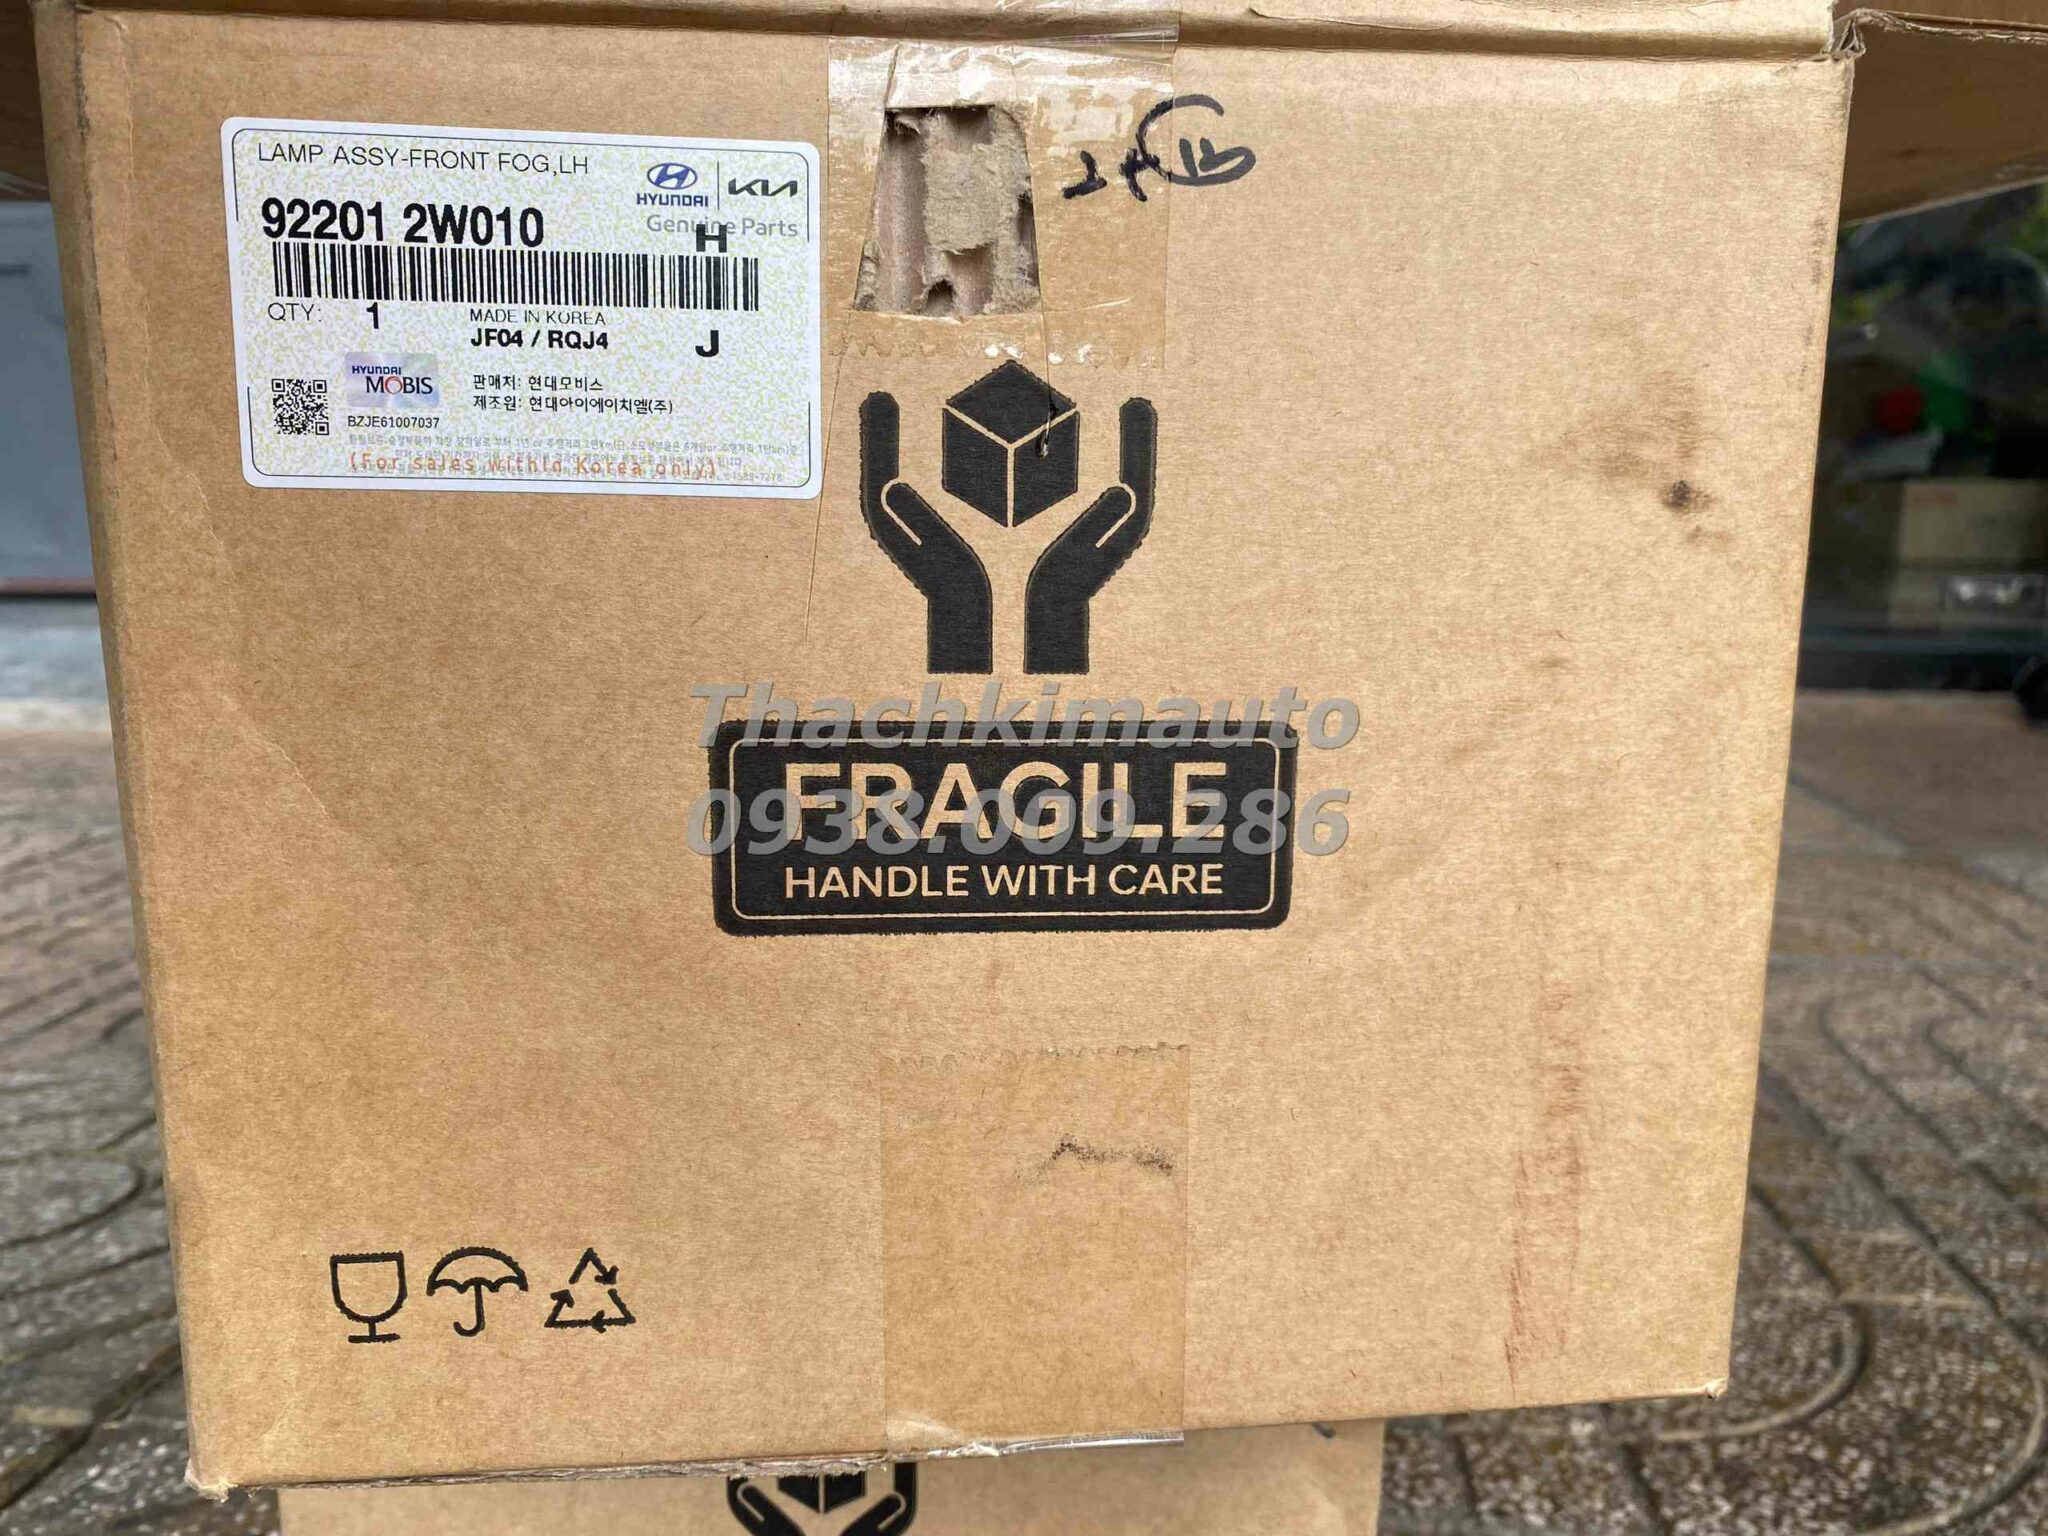 LAMP ASSY-FRONT FOG,LH
HYUNDAI
KIA
Genuine Parts
92201 2W010
H
QTY: 1
MADE IN KOREA
JF04 / RQJ4
J
HYUNDAI
MOBIS
판매처: 현대모비스
제조원: 현대아이에이치엘(주)
BZJE61007037
(For sales within Korea only)
Thachkimauto
FRAGILE
0938.009.286
HANDLE WITH CARE